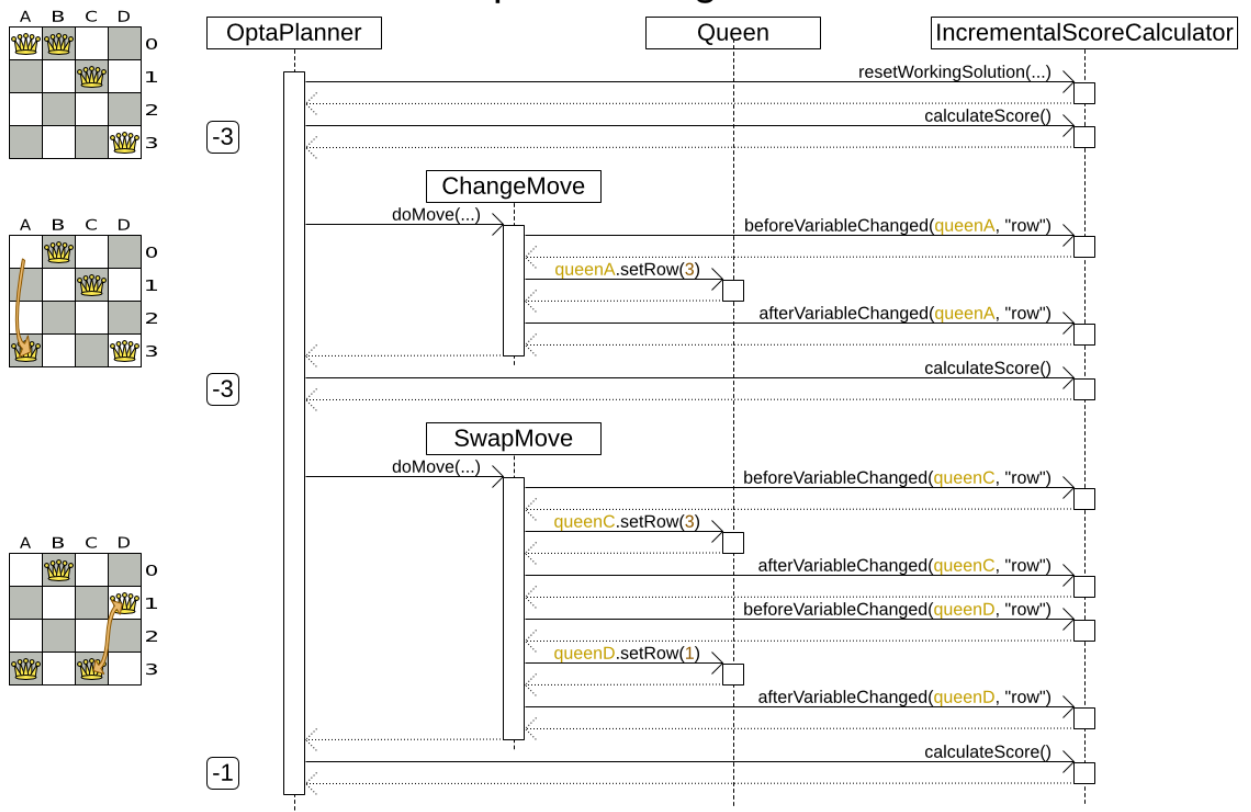 A B C D
OptaPlanner
Queen
IncrementalScoreCalculator
0
resetWorkingSolution(...)
1
2
calculateScore()
3
-3
ChangeMove
A B C D
doMove(...)
beforeVariableChanged(queenA, "row")
0
queenA.setRow(3)
1
2
afterVariableChanged(queenA, "row")
3
calculateScore()
-3
SwapMove
doMove(...)
beforeVariableChanged(queenC, "row")
queenC.setRow(3)
A B C D
0
afterVariableChanged(queenC, "row")
1
beforeVariableChanged(queenD, "row")
2
queenD.setRow(1)
3
afterVariableChanged(queenD, "row")
calculateScore()
-1